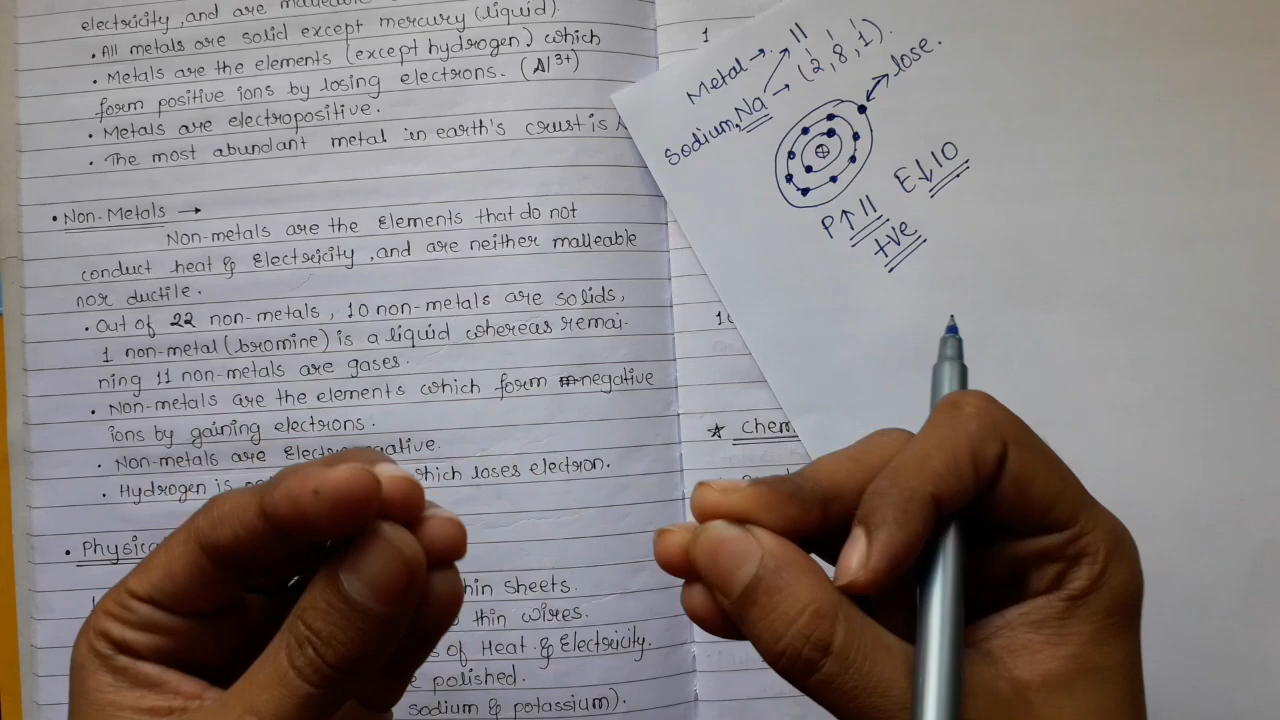 electricity, and are malleable
• All metals are solid except mercury (liquid).
• Metals are the elements (except hydrogen) which
form positive ions by losing electrons. (Al³⁺)
• Metals are electropositive.
• The most abundant metal in earth's crust is
• Non-Metals →
Non-metals are the Elements that do not
conduct heat & Electricity, and are neither malleable
nor ductile.
• Out of 22 non-metals, 10 non-metals are solids,
1 non-metal (bromine) is a liquid whereas remai-
ning 11 non-metals are gases.
• Non-metals are the elements which form negative
ions by gaining electrons.
• Non-metals are Electronegative.
• Hydrogen is which loses electron.
• Physica
thin sheets.
thin wires.
s of Heat & Electricity.
e polished.
sodium & potassium).
1
★ Chem
Metal → 11
Sodium, Na → (2, 8, 1).
lose.
P↑11 E↓10
+ve